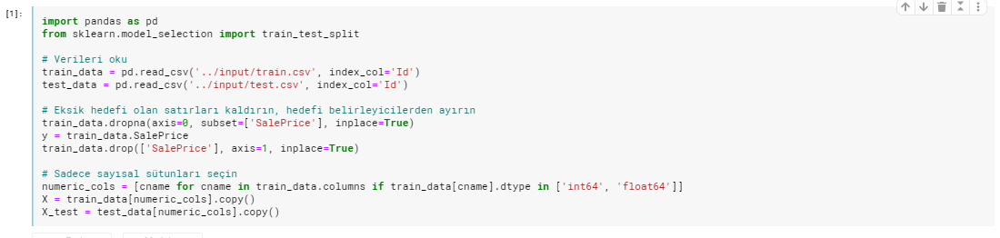 [1]:
import pandas as pd
from sklearn.model_selection import train_test_split
# Verileri oku
train_data = pd.read_csv('../input/train.csv', index_col='Id')
test_data = pd.read_csv('../input/test.csv', index_col='Id')
# Eksik hedefi olan satırları kaldırın, hedefi belirleyicilerden ayırın
train_data.dropna(axis=0, subset=['SalePrice'], inplace=True)
y = train_data.SalePrice
train_data.drop(['SalePrice'], axis=1, inplace=True)
# Sadece sayısal sütunları seçin
numeric_cols = [cname for cname in train_data.columns if train_data[cname].dtype in ['int64', 'float64']]
X = train_data[numeric_cols].copy()
X_test = test_data[numeric_cols].copy()